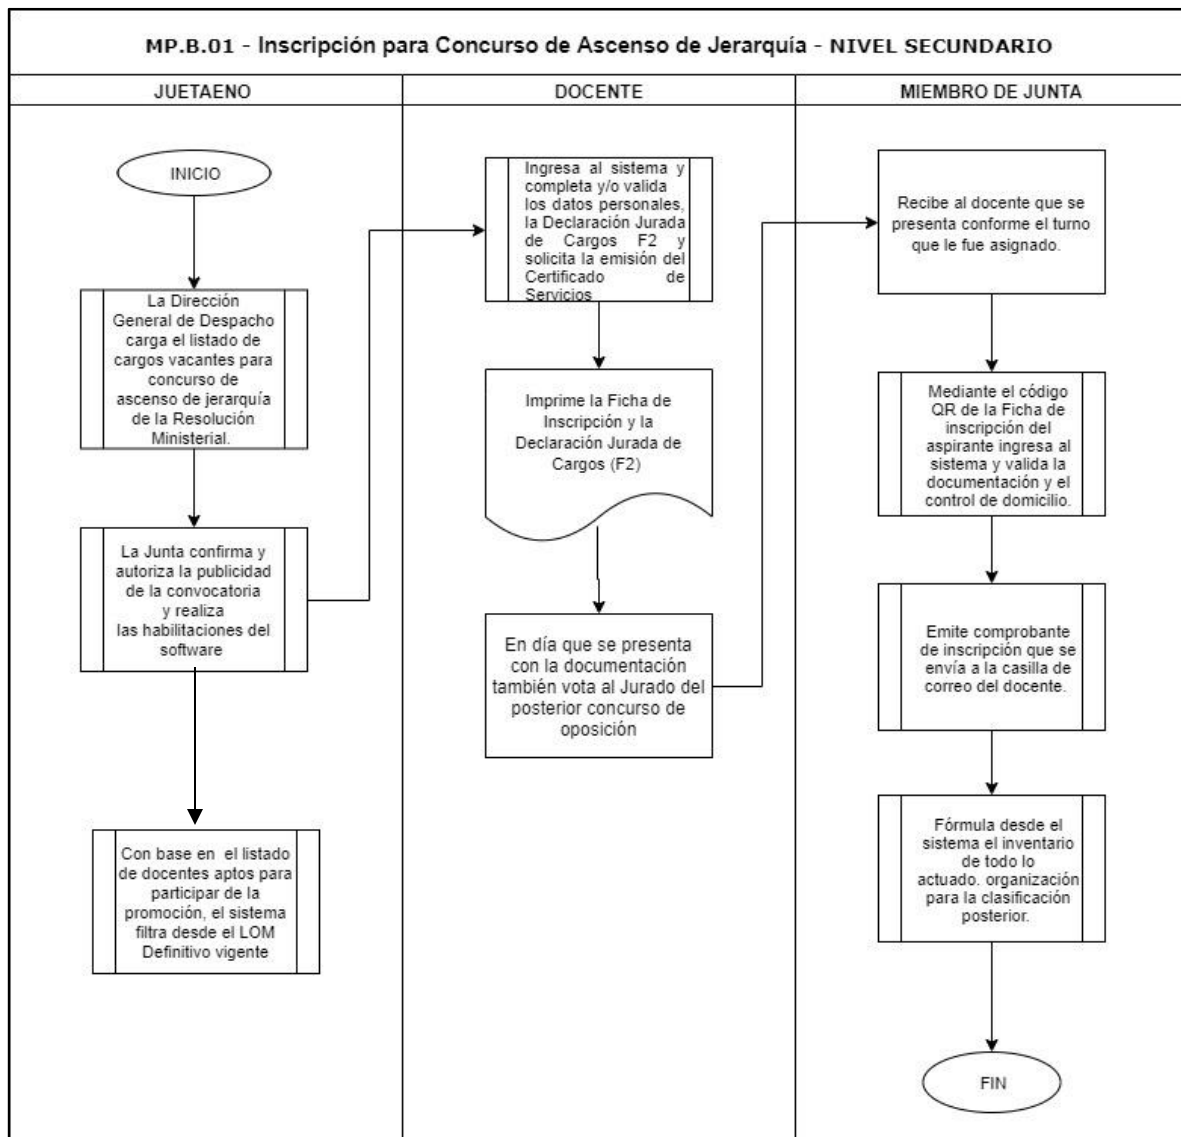 MP.B.01 - Inscripción para Concurso de Ascenso de Jerarquía - NIVEL SECUNDARIO
JUETAENO
DOCENTE
MIEMBRO DE JUNTA
INICIO
La Dirección
General de Despacho
carga el listado de
cargos vacantes para
concurso de
ascenso de jerarquía
de la Resolución
Ministerial.
La Junta confirma y
autoriza la publicidad
de la convocatoria
y realiza
las habilitaciones del
software
Con base en el listado
de docentes aptos para
participar de la
promoción, el sistema
filtra desde el LOM
Definitivo vigente
Ingresa al sistema y
completa y/o valida
los datos personales,
la Declaración Jurada
de Cargos F2 y
solicita la emisión del
Certificado de
Servicios
Imprime la Ficha de
Inscripción y la
Declaración Jurada de
Cargos (F2)
En día que se presenta
con la documentación
también vota al Jurado del
posterior concurso de
oposición
Recibe al docente que se
presenta conforme el turno
que le fue asignado.
Mediante el código
QR de la Ficha de
inscripción del
aspirante ingresa al
sistema y valida la
documentación y el
control de domicilio.
Emite comprobante
de inscripción que se
envía a la casilla de
correo del docente.
Fórmula desde el
sistema el inventario
de todo lo
actuado. organización
para la clasificación
posterior.
FIN